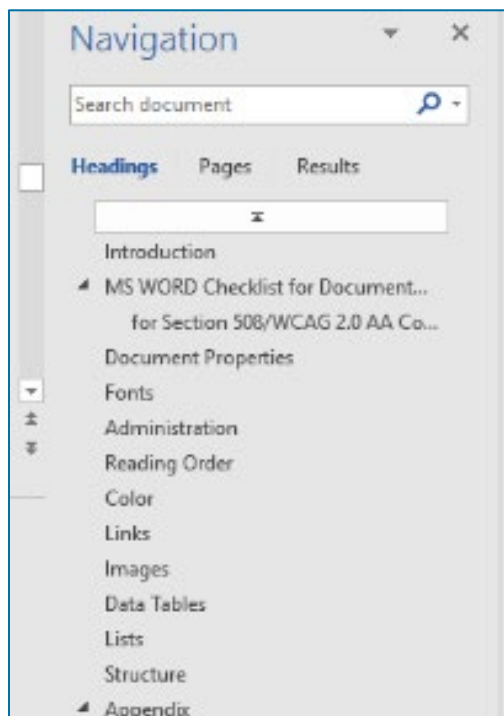 Navigation
Search document
Headings Pages Results
Introduction
MS WORD Checklist for Document...
for Section 508/WCAG 2.0 AA Co...
Document Properties
Fonts
Administration
Reading Order
Color
Links
Images
Data Tables
Lists
Structure
Appendix